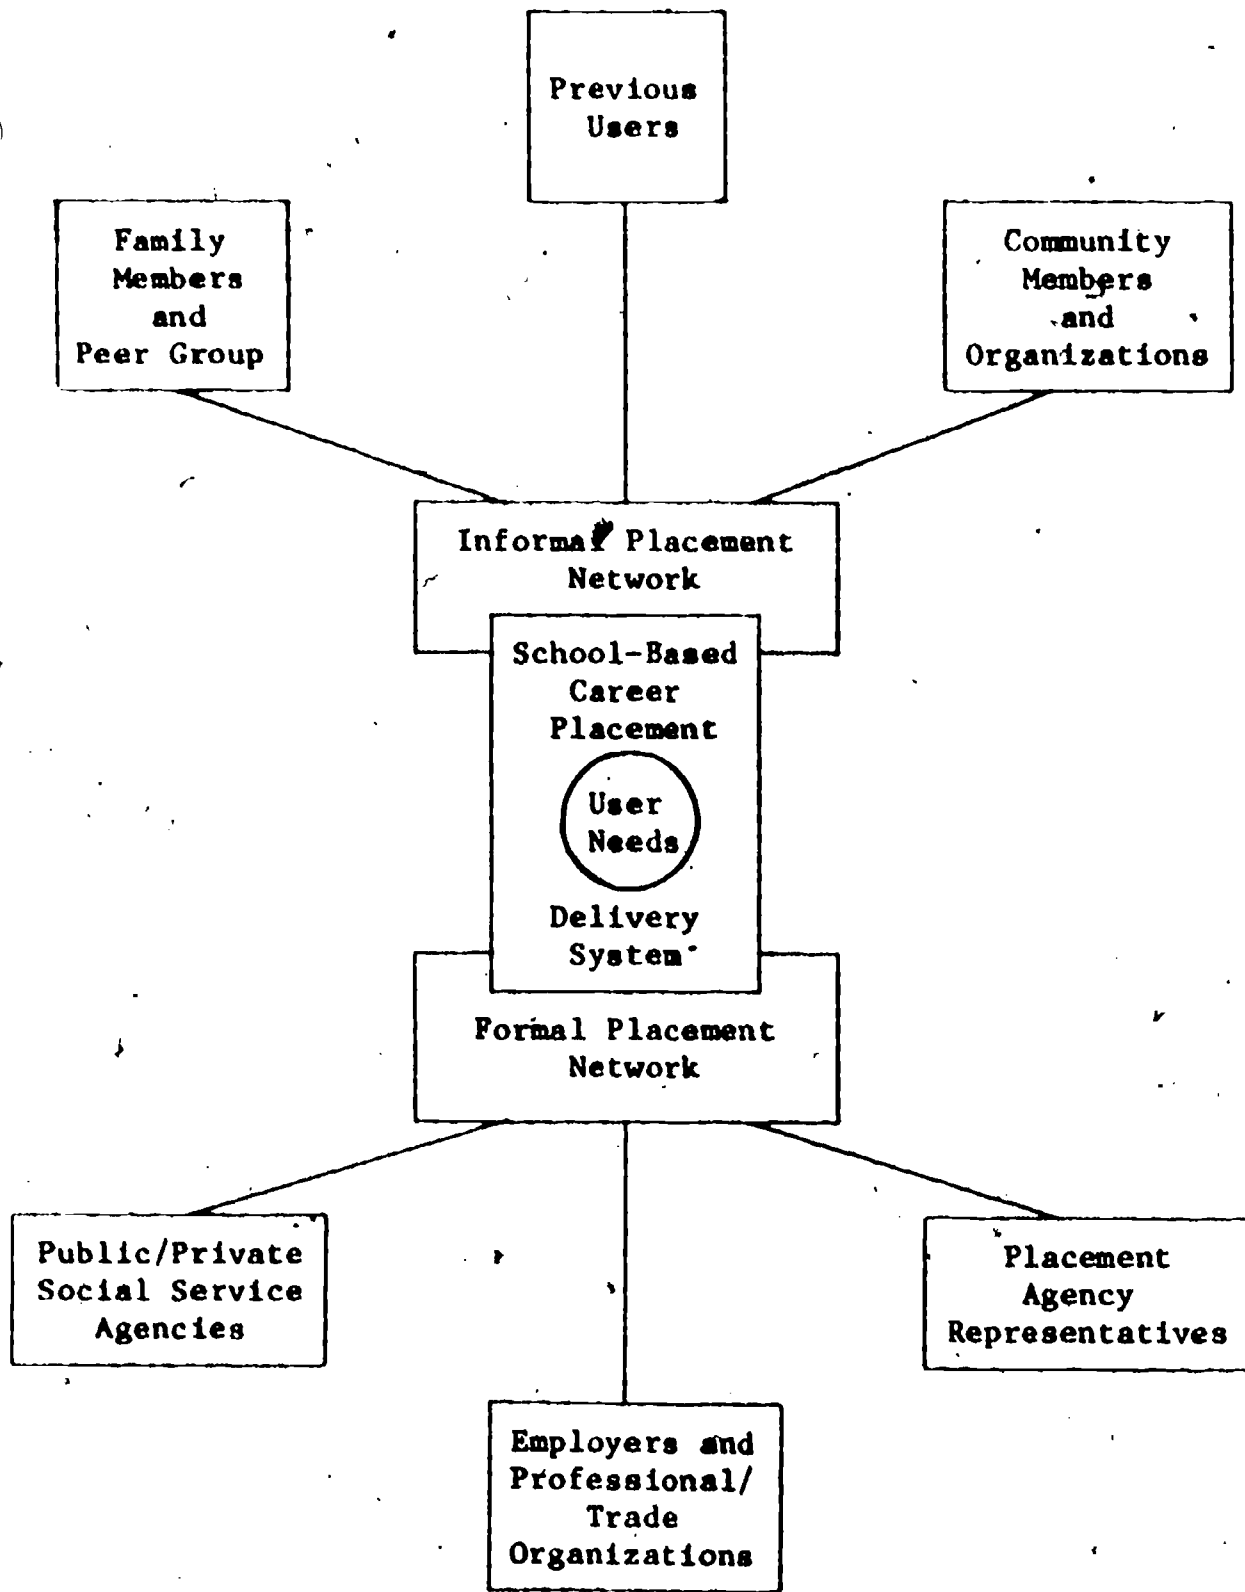 Previous
Users
Family
Members
and
Peer Group
Community
Members
and
Organizations
Informal Placement
Network
School-Based
Career
Placement
User
Needs
Delivery
System
Formal Placement
Network
Public/Private
Social Service
Agencies
Placement
Agency
Representatives
Employers and
Professional/
Trade
Organizations